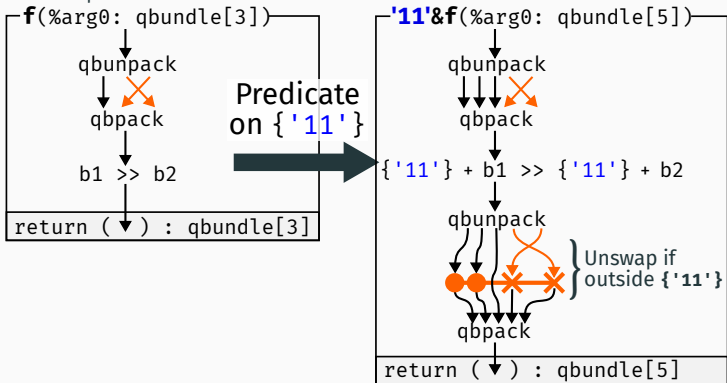 f(%arg0: qbundle[3])
qbunpack
qbpack
b1 >> b2
return ( ) : qbundle[3]
Predicate
on {'11'}
'11'&f(%arg0: qbundle[5])
qbunpack
qbpack
{'11'} + b1 >> {'11'} + b2
qbunpack
Unswap if
outside {'11'}
qbpack
return ( ) : qbundle[5]